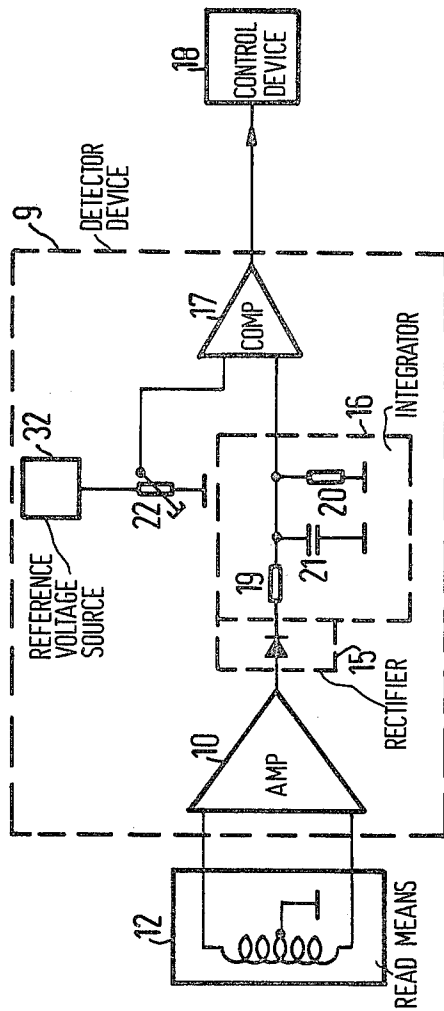 12
READ MEANS
10
AMP
15
RECTIFIER
REFERENCE
VOLTAGE
SOURCE
32
22
19
21
20
16
INTEGRATOR
17
COMP
9
DETECTOR
DEVICE
18
CONTROL
DEVICE